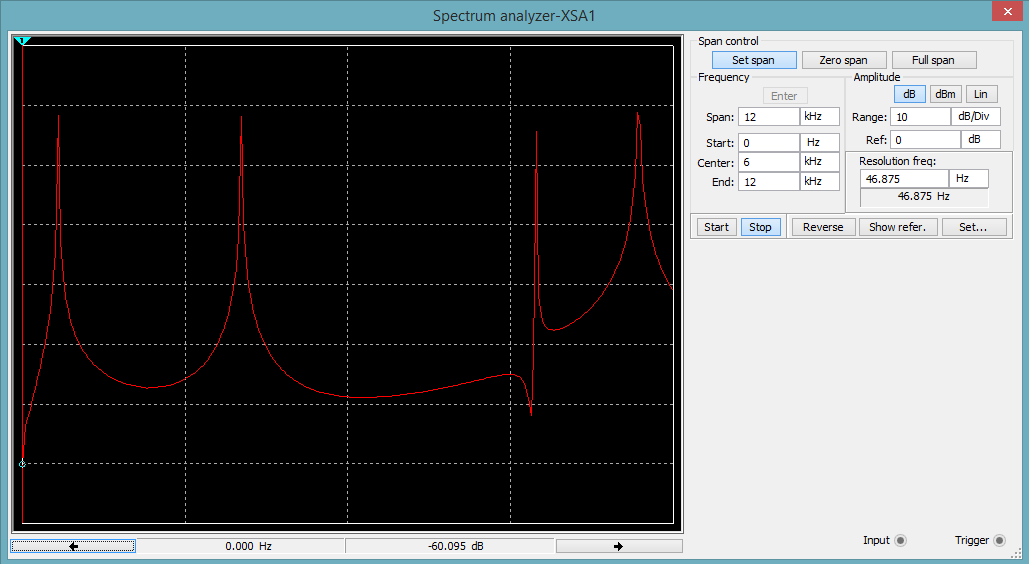 Spectrum analyzer-XSA1
1
Span control
Set span Zero span Full span
Frequency
Enter
Span: 12 kHz
Start: 0 Hz
Center: 6 kHz
End: 12 kHz
Amplitude
dB dBm Lin
Range: 10 dB/Div
Ref: 0 dB
Resolution freq:
46.875 Hz
46.875 Hz
Start Stop Reverse Show refer. Set...
0.000 Hz -60.095 dB
Input Trigger